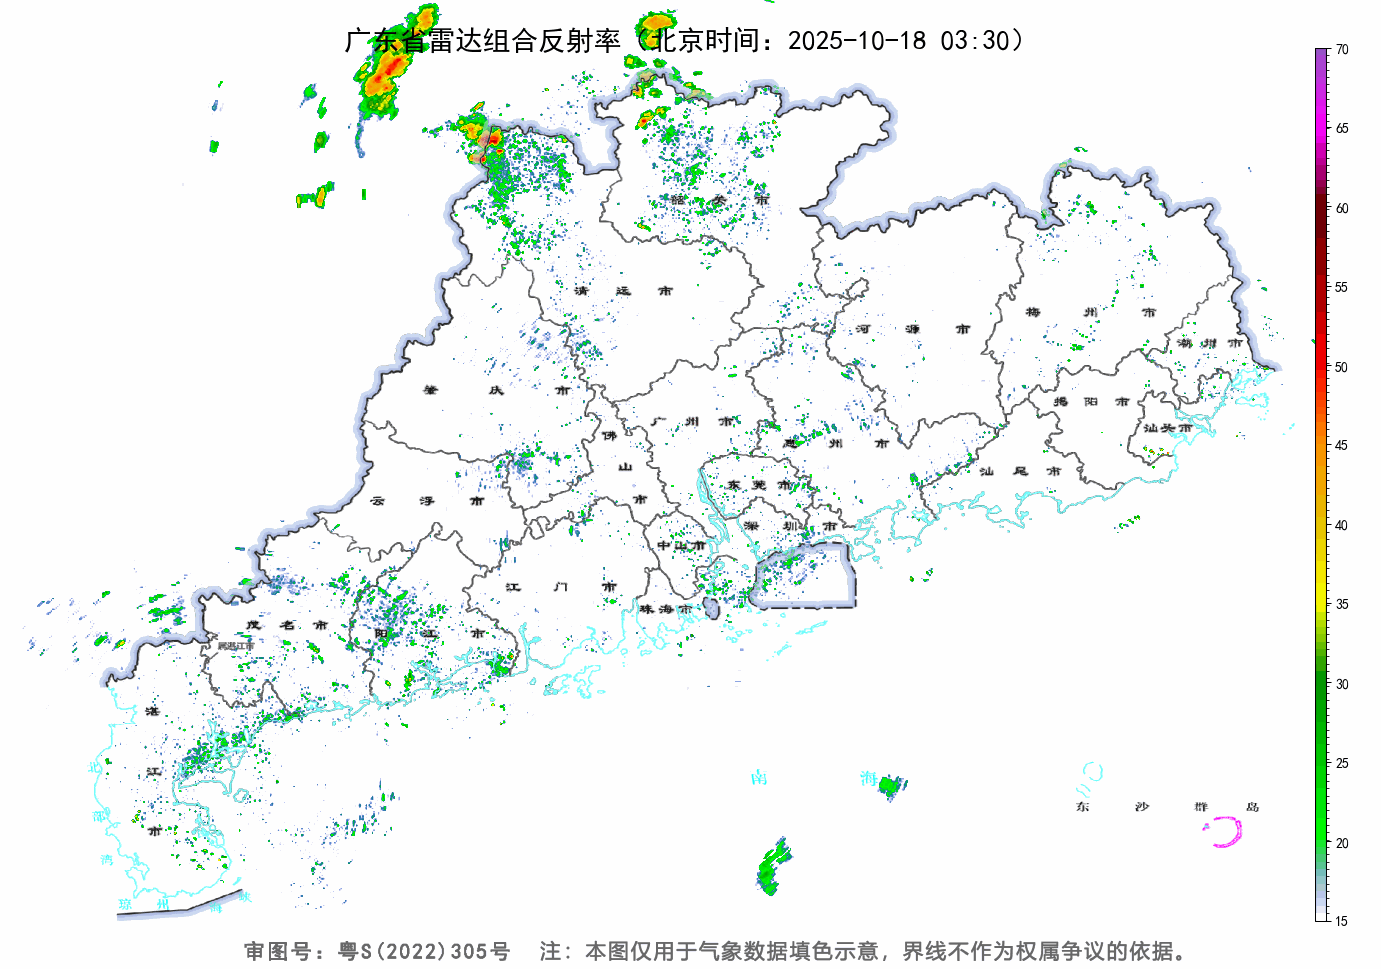 广东省雷达组合反射率（北京时间：2025-10-18 03:30）
70
65
60
55
50
45
40
35
30
25
20
15
韶 关 市
清 远 市
河 源 市
梅 州 市
潮 州 市
肇 庆 市
广 州 市
揭 阳 市
汕头市
佛 山 市
惠 州 市
云 浮 市
东 莞 市
汕 尾 市
深 圳 市
中山市
江 门 市
珠海市
茂 名 市
阳 江 市
属湛江市
湛 江 市
北 部 湾
南 海
东 沙 群 岛
琼 州 海 峡
审图号：粤S(2022)305号 注：本图仅用于气象数据填色示意，界线不作为权属争议的依据。